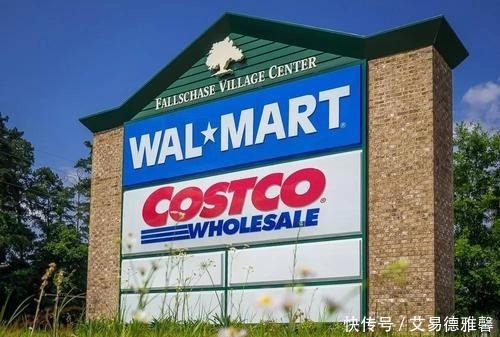 FALLSCHASE VILLAGE CENTER
WAL★MART®
COSTCO®
WHOLESALE
快传号 / 艾易德雅馨